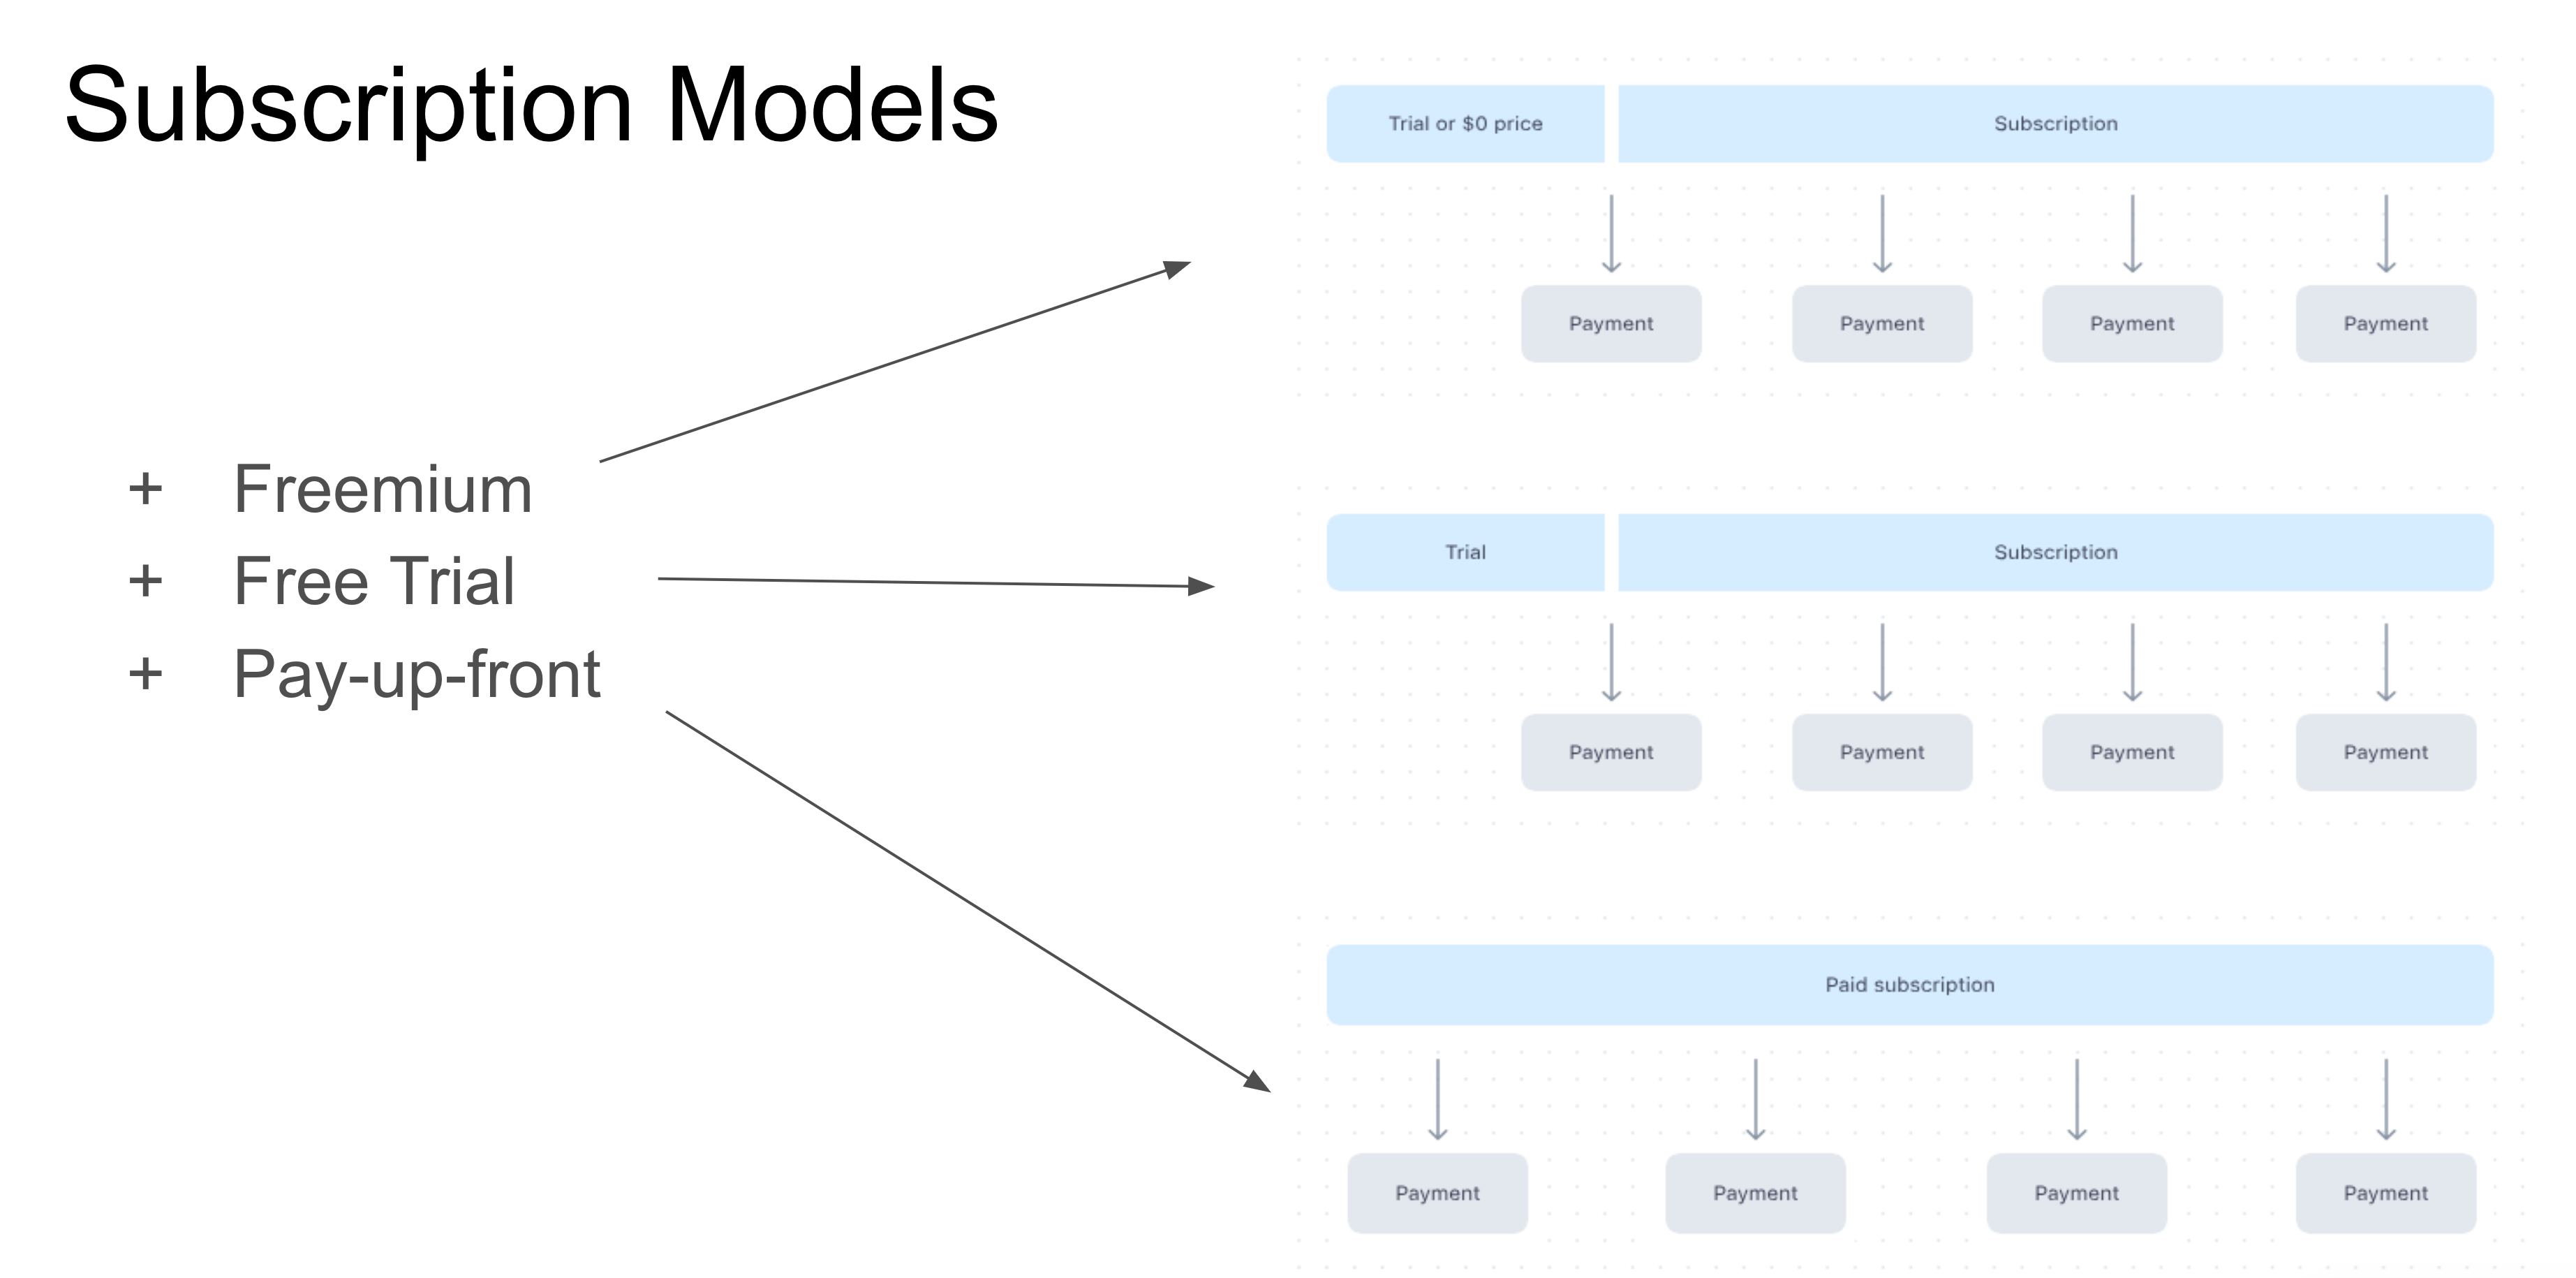 Subscription Models
+ Freemium
+ Free Trial
+ Pay-up-front
Trial or $0 price Subscription
Payment Payment Payment Payment
Trial Subscription
Payment Payment Payment Payment
Paid subscription
Payment Payment Payment Payment